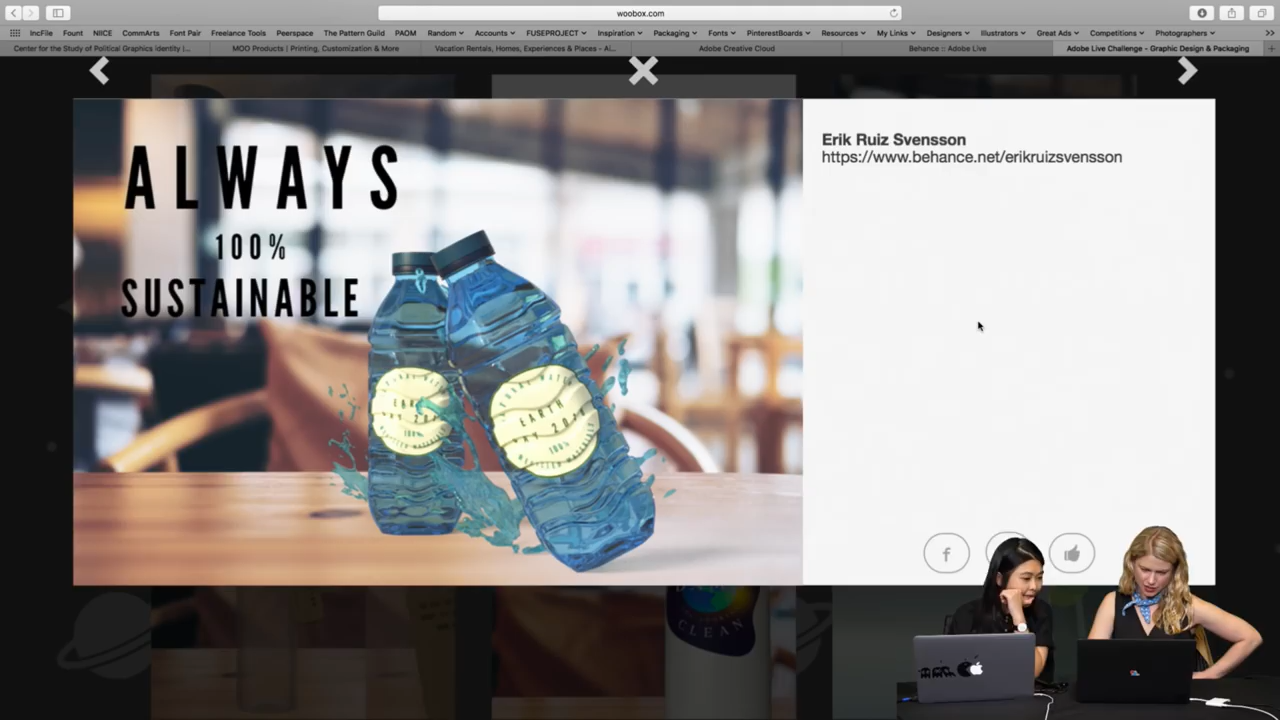 woobox.com
IncFile Fount NIICE CommArts Font Pair Freelance Tools Peerspace The Pattern Guild PAOM Random Accounts FUSEPROJECT Inspiration Packaging Fonts PinterestBoards Resources My Links Designers Illustrators Great Ads Competitions Photographers
Center for the Study of Political Graphics Identity |... MOO Products | Printing, Customization & More Vacation Rentals, Homes, Experiences & Places - Ai... Adobe Creative Cloud Behance :: Adobe Live Adobe Live Challenge - Graphic Design & Packaging
Erik Ruiz Svensson
https://www.behance.net/erikruizsvensson
ALWAYS
100%
SUSTAINABLE
EARTH
100%
CLEAN